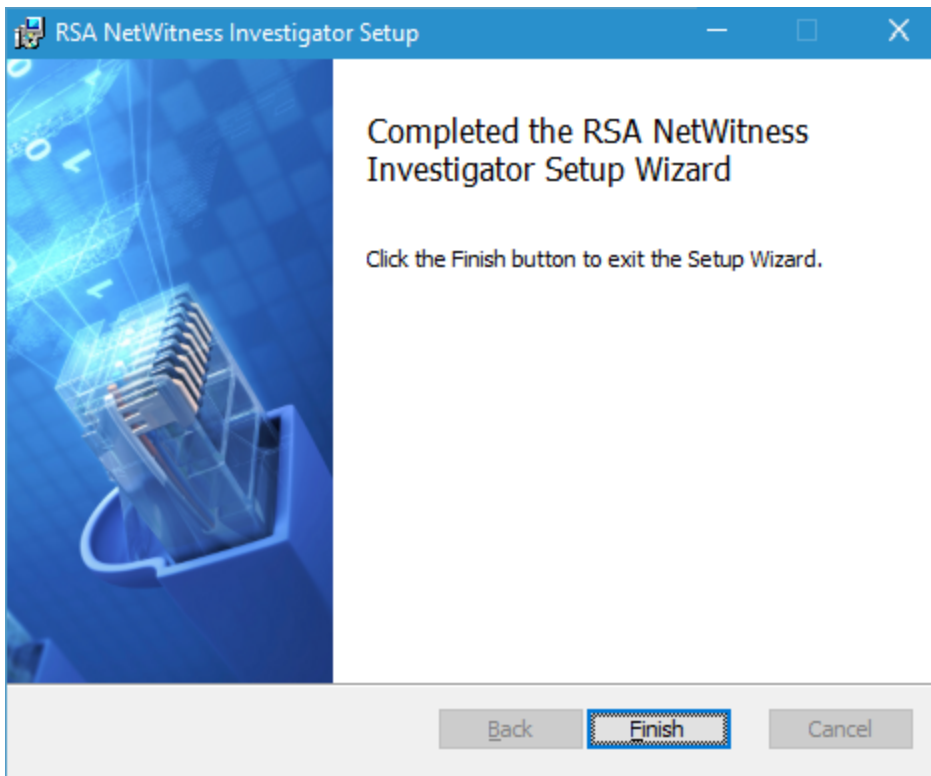 RSA NetWitness Investigator Setup
Completed the RSA NetWitness
Investigator Setup Wizard
Click the Finish button to exit the Setup Wizard.
Back Finish Cancel